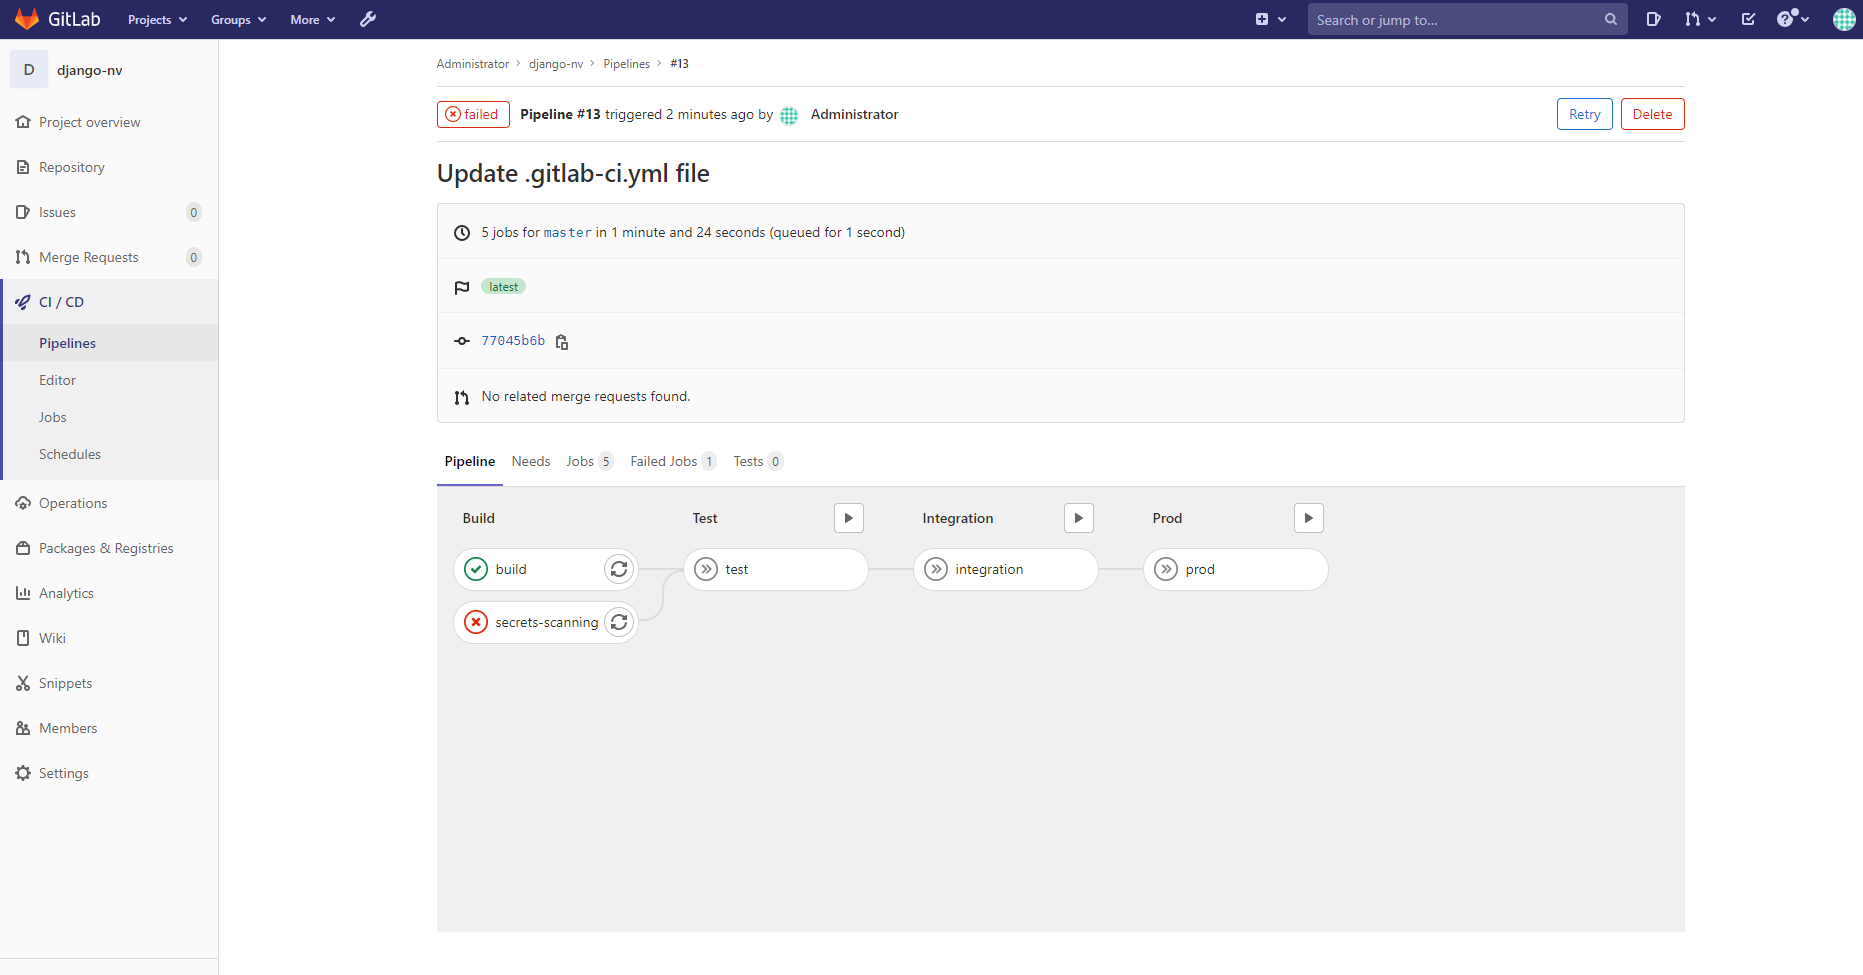 GitLab Projects Groups More Search or jump to...
D django-nv
Project overview
Repository
Issues 0
Merge Requests 0
CI / CD
Pipelines
Editor
Jobs
Schedules
Operations
Packages & Registries
Analytics
Wiki
Snippets
Members
Settings
Administrator > django-nv > Pipelines > #13
failed Pipeline #13 triggered 2 minutes ago by Administrator Retry Delete
Update .gitlab-ci.yml file
5 jobs for master in 1 minute and 24 seconds (queued for 1 second)
latest
77045b6b
No related merge requests found.
Pipeline Needs Jobs 5 Failed Jobs 1 Tests 0
Build Test Integration Prod
build test integration prod
secrets-scanning